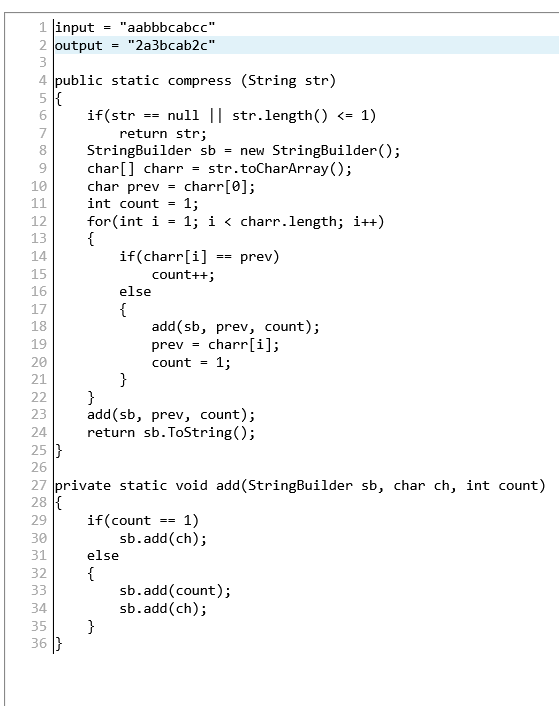 1 input = "aabbbcabcc"
2 output = "2a3bcab2c"
3
4 public static compress (String str)
5 {
6     if(str == null || str.length() <= 1)
7         return str;
8     StringBuilder sb = new StringBuilder();
9     char[] charr = str.toCharArray();
10     char prev = charr[0];
11     int count = 1;
12     for(int i = 1; i < charr.length; i++)
13     {
14         if(charr[i] == prev)
15             count++;
16         else
17         {
18             add(sb, prev, count);
19             prev = charr[i];
20             count = 1;
21         }
22     }
23     add(sb, prev, count);
24     return sb.ToString();
25 }
26
27 private static void add(StringBuilder sb, char ch, int count)
28 {
29     if(count == 1)
30         sb.add(ch);
31     else
32     {
33         sb.add(count);
34         sb.add(ch);
35     }
36 }